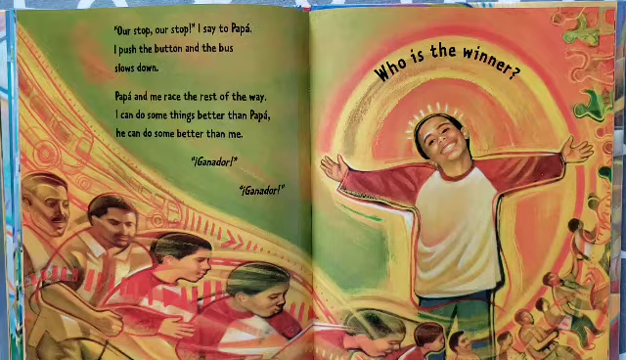 "Our stop, our stop!" I say to Papá.
I push the button and the bus
slows down.
Papá and me race the rest of the way.
I can do some things better than Papá,
he can do some better than me.
"¡Ganador!"
"¡Ganador!"
Who is the winner?